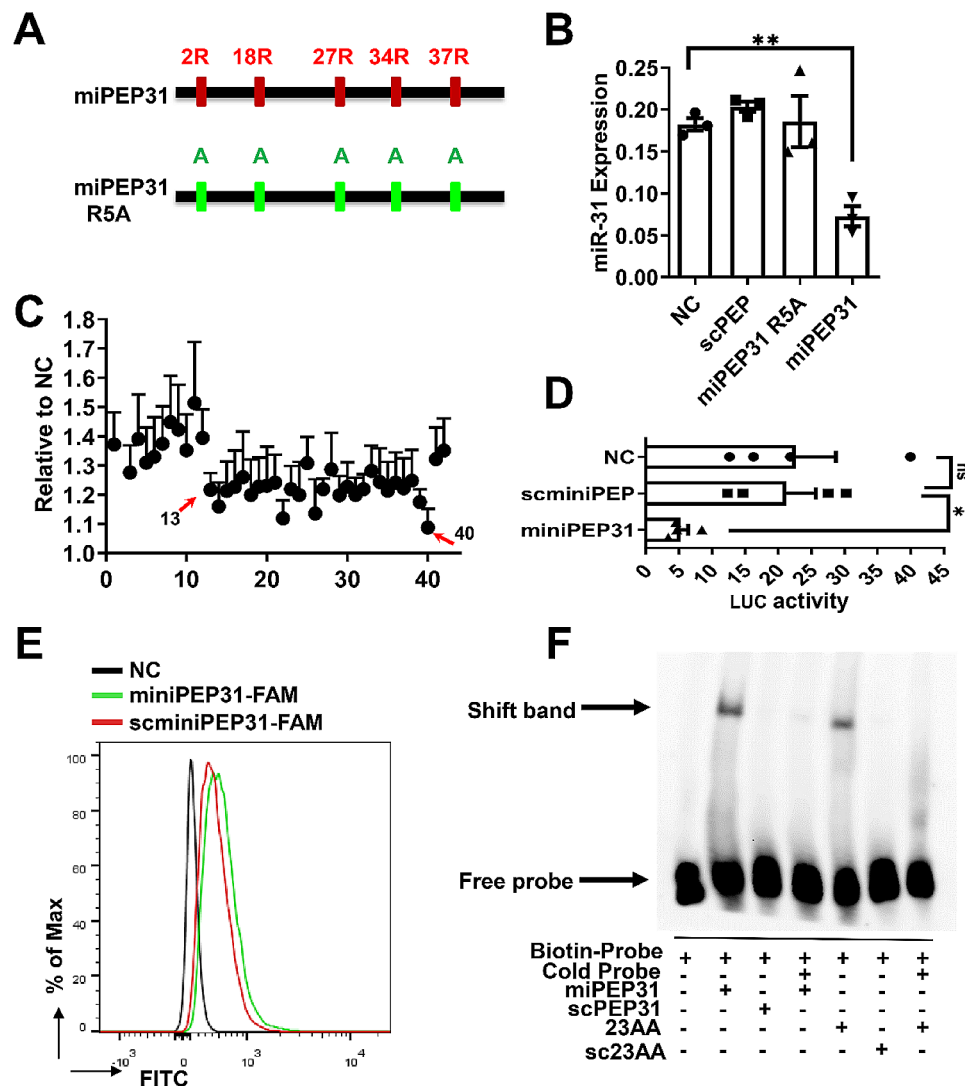 A
2R 18R 27R 34R 37R
miPEP31
A A A A A
miPEP31
R5A
B
**
miR-31 Expression
0.25
0.20
0.15
0.10
0.05
0.00
NC
scPEP
miPEP31 R5A
miPEP31
C
Relative to NC
1.8
1.7
1.6
1.5
1.4
1.3
1.2
1.1
1.0
13
40
0 10 20 30 40
D
NC
scminiPEP
miniPEP31
ns
*
0 5 10 15 20 25 30 35 40 45
LUC activity
E
NC
miniPEP31-FAM
scminiPEP31-FAM
% of Max
100
80
60
40
20
0
-10³ 0 10³ 10⁴
FITC
F
Shift band
Free probe
Biotin-Probe + + + + + + +
Cold Probe - - - + - - +
miPEP31 - + - + - - -
scPEP31 - - + - - - -
23AA - - - - + - +
sc23AA - - - - - + -